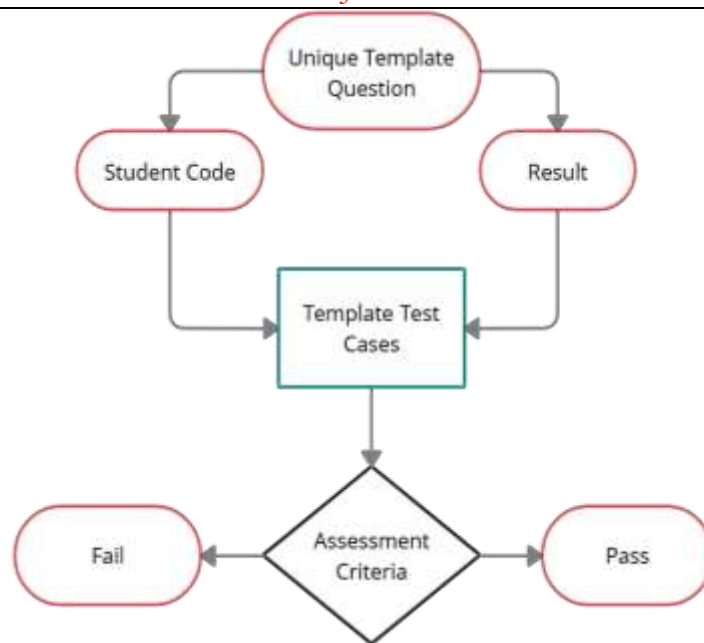 Unique Template
Question
Student Code
Result
Template Test
Cases
Assessment
Criteria
Fail
Pass